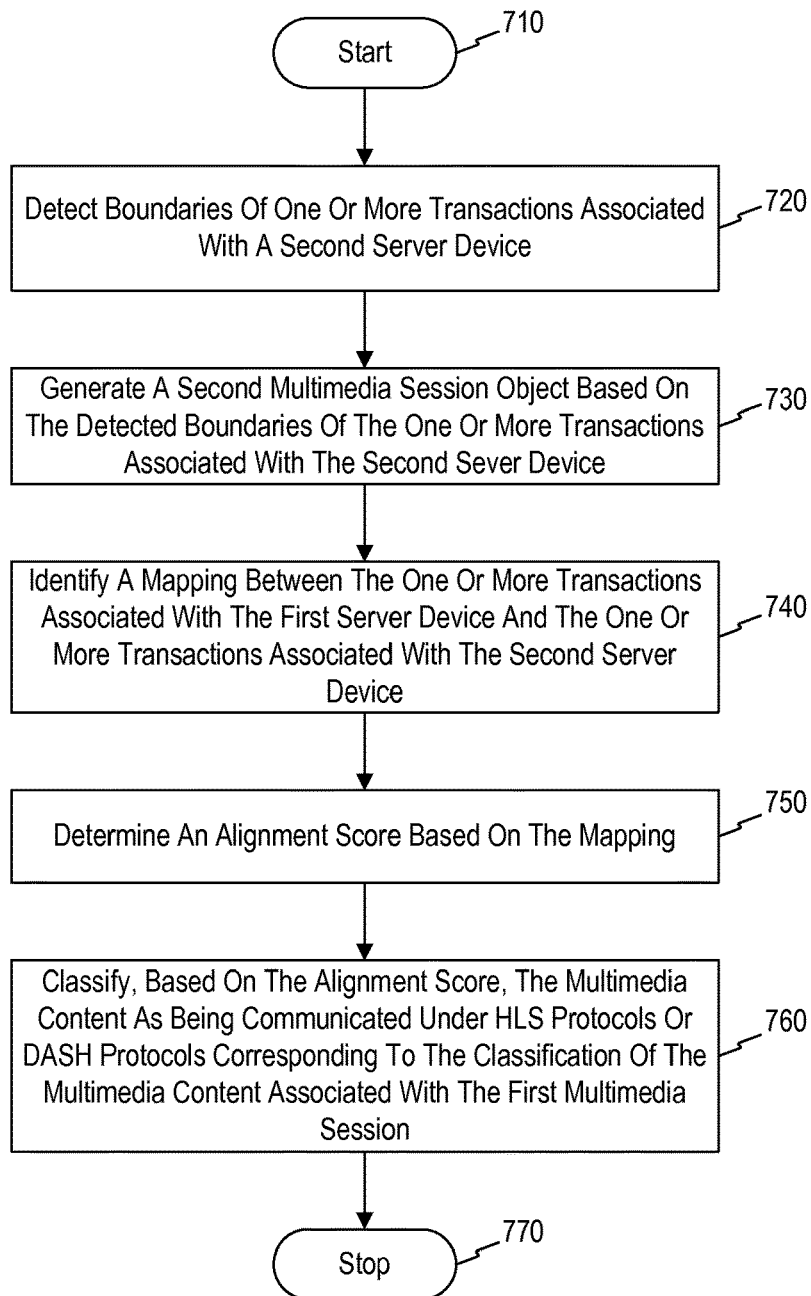 Start
710
Detect Boundaries Of One Or More Transactions Associated
With A Second Server Device
720
Generate A Second Multimedia Session Object Based On
The Detected Boundaries Of The One Or More Transactions
Associated With The Second Sever Device
730
Identify A Mapping Between The One Or More Transactions
Associated With The First Server Device And The One Or
More Transactions Associated With The Second Server
Device
740
Determine An Alignment Score Based On The Mapping
750
Classify, Based On The Alignment Score, The Multimedia
Content As Being Communicated Under HLS Protocols Or
DASH Protocols Corresponding To The Classification Of The
Multimedia Content Associated With The First Multimedia
Session
760
Stop
770